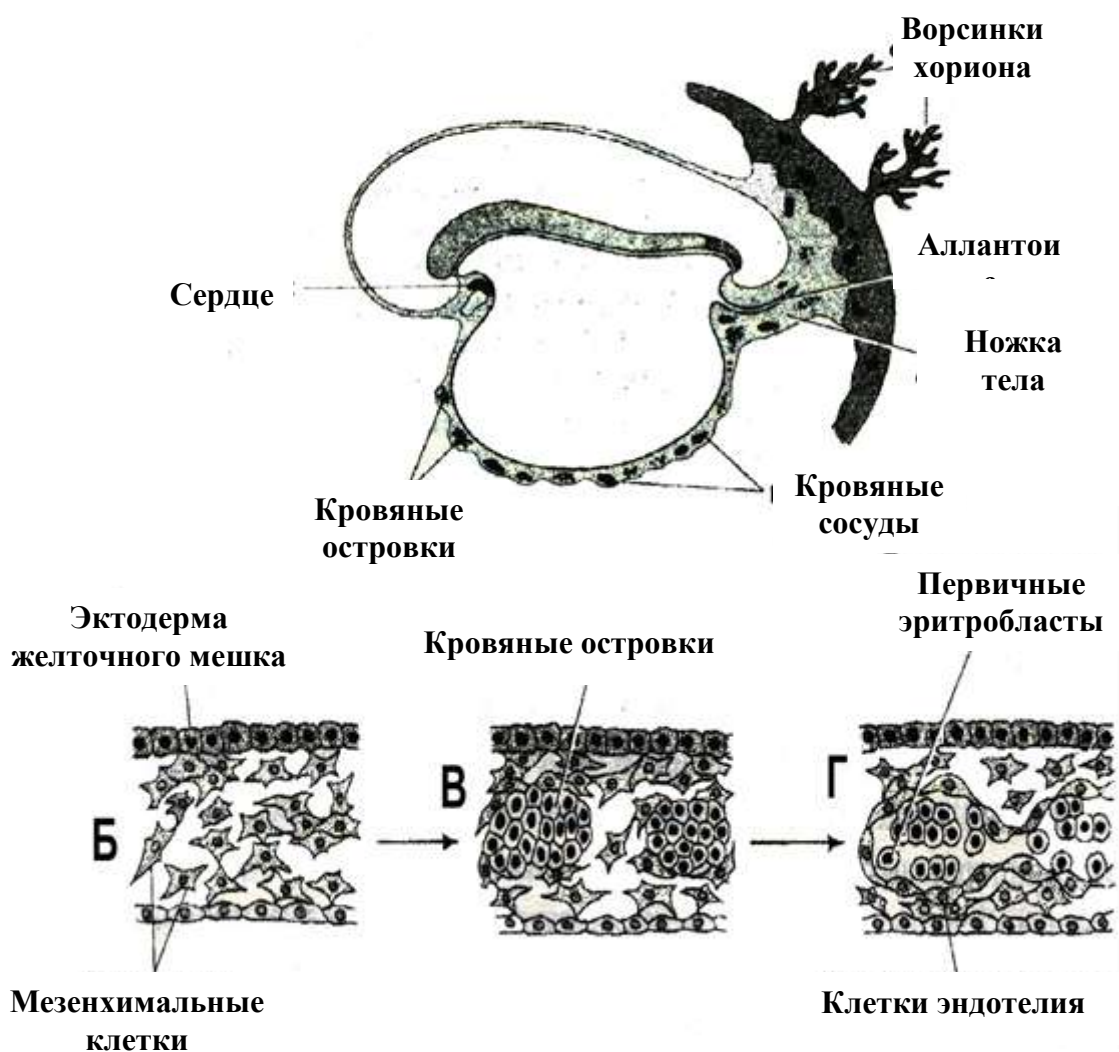 Ворсинки
хориона
Аллантои
Сердце
Ножка
тела
Кровяные
островки
Кровяные
сосуды
Первичные
эритробласты
Эктодерма
желточного мешка
Кровяные островки
Б
В
Г
Мезенхимальные
клетки
Клетки эндотелия